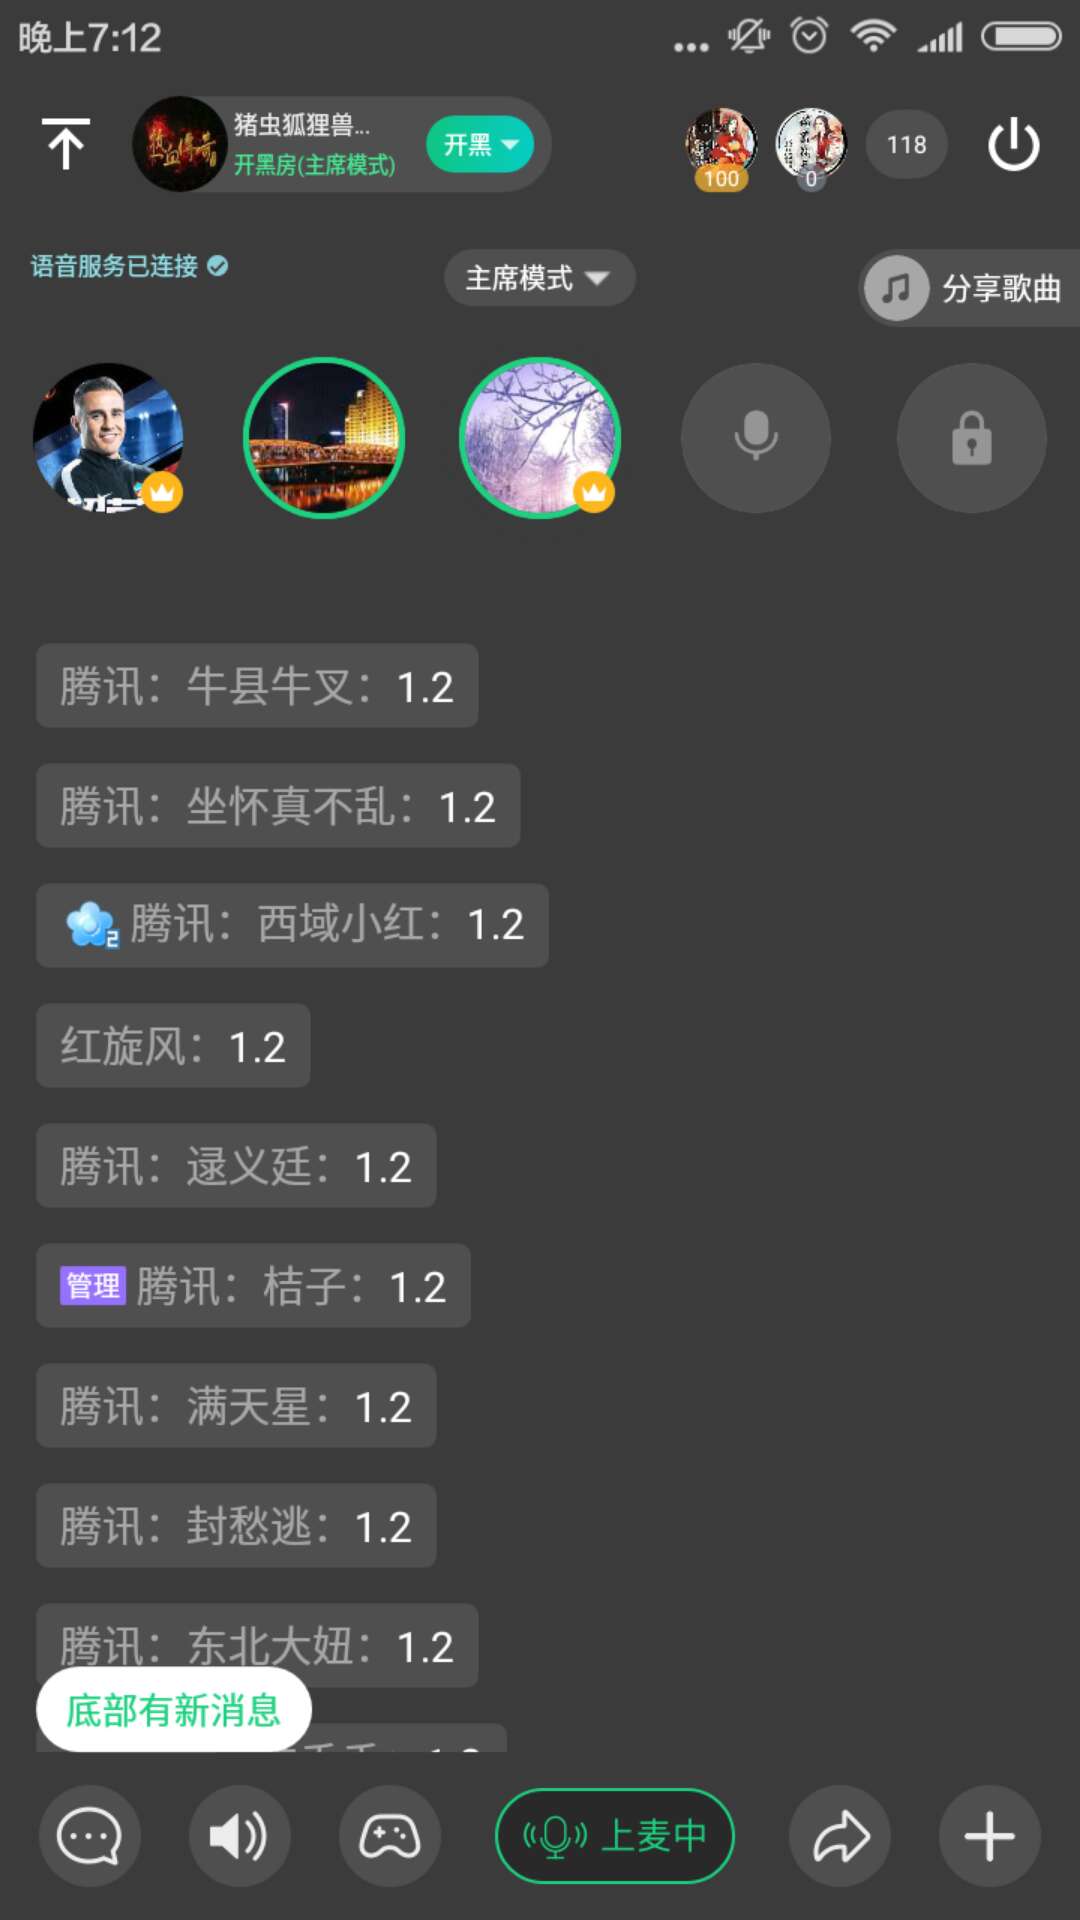 晚上7:12
猪虫狐狸兽...
开黑房(主席模式)
开黑
100
0
118
语音服务已连接
主席模式
分享歌曲
腾讯：牛县牛叉：1.2
腾讯：坐怀真不乱：1.2
2 腾讯：西域小红：1.2
红旋风：1.2
腾讯：逯义廷：1.2
管理 腾讯：桔子：1.2
腾讯：满天星：1.2
腾讯：封愁逃：1.2
腾讯：东北大妞：1.2
底部有新消息
上麦中